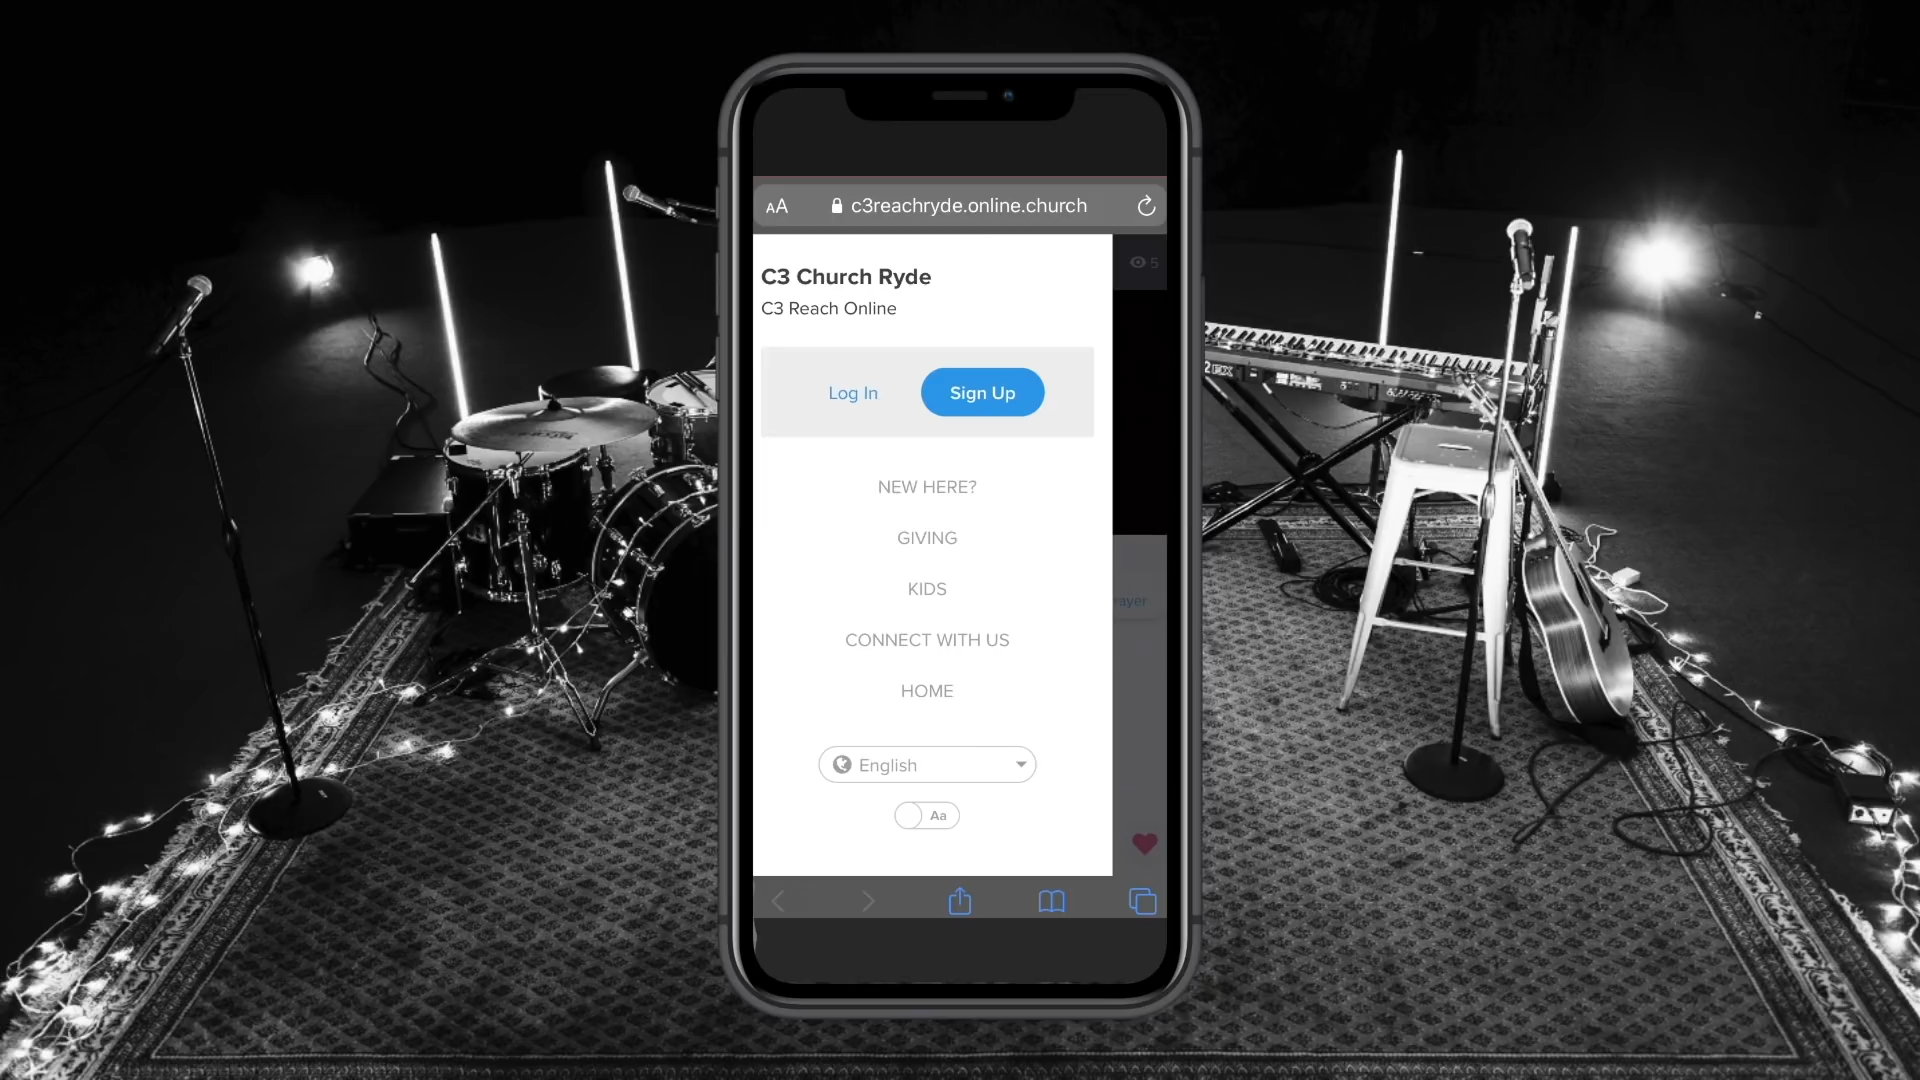 AA c3reachryde.online.church
5
C3 Church Ryde
C3 Reach Online
Log In Sign Up
NEW HERE?
GIVING
KIDS
rayer
CONNECT WITH US
HOME
English
Aa